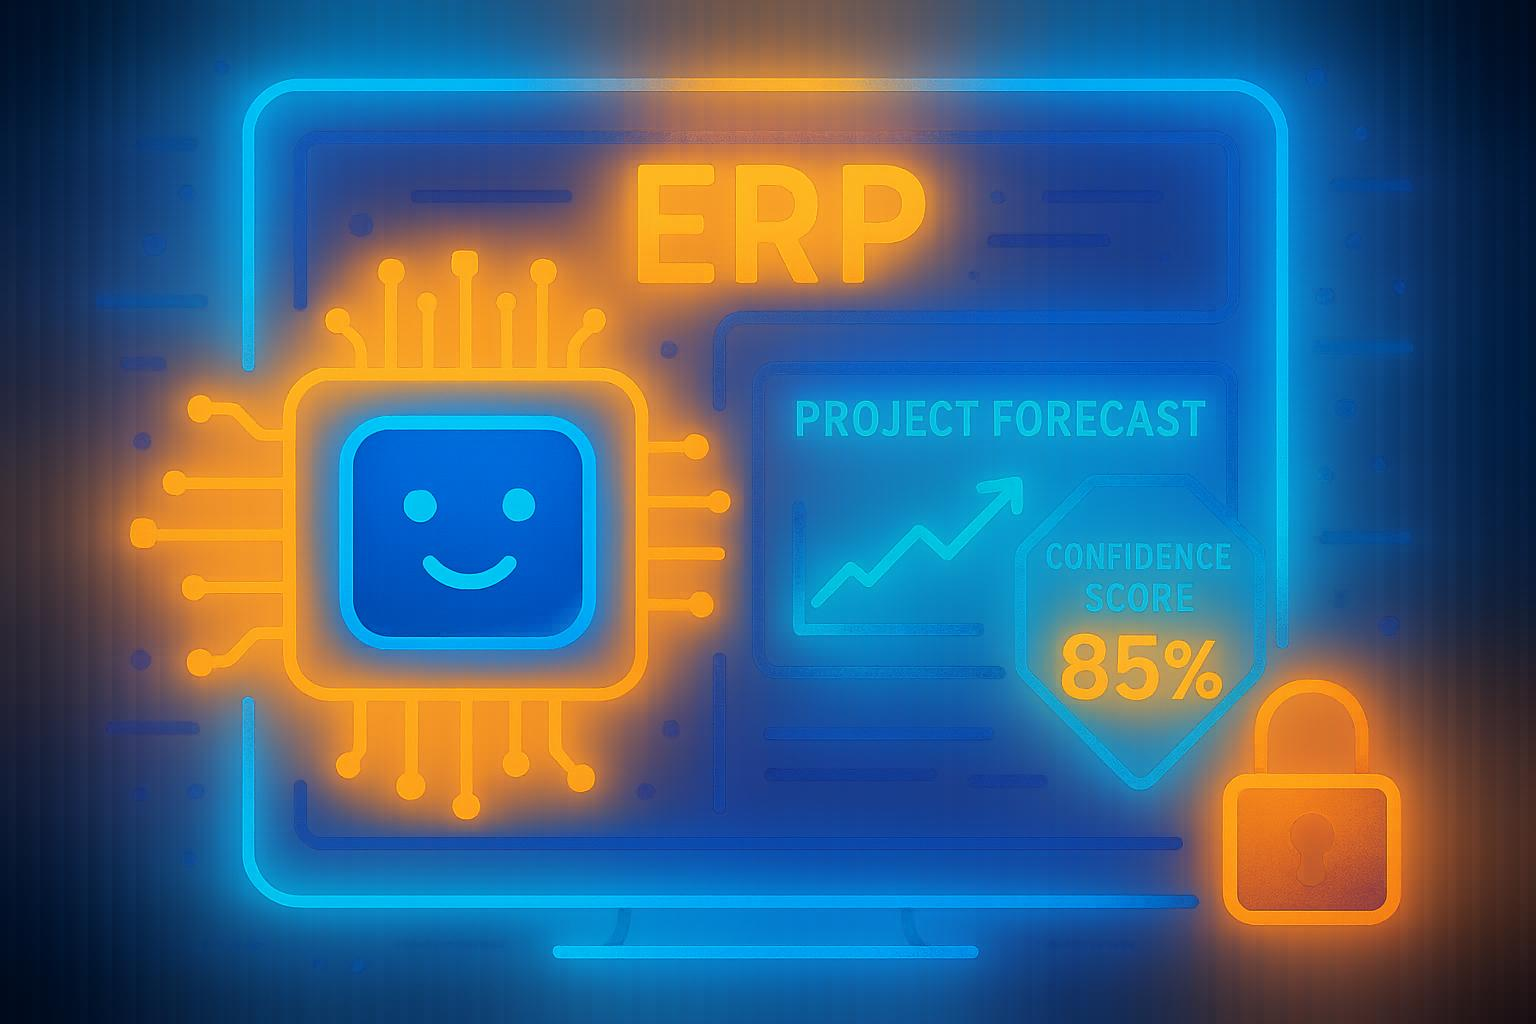 ERP
PROJECT FORECAST
CONFIDENCE
SCORE
85%